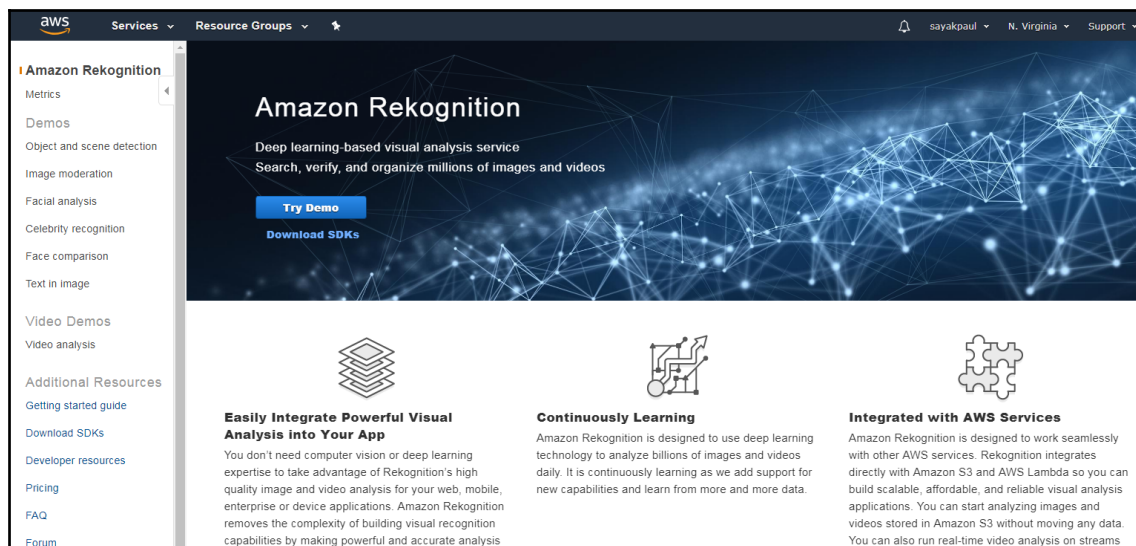 aws
Services
Resource Groups
sayakpaul
N. Virginia
Support
Amazon Rekognition
Metrics
Demos
Object and scene detection
Image moderation
Facial analysis
Celebrity recognition
Face comparison
Text in image
Video Demos
Video analysis
Additional Resources
Getting started guide
Download SDKs
Developer resources
Pricing
FAQ
Forum
Amazon Rekognition
Deep learning-based visual analysis service
Search, verify, and organize millions of images and videos
Try Demo
Download SDKs
Easily Integrate Powerful Visual
Analysis into Your App
You don't need computer vision or deep learning
expertise to take advantage of Rekognition's high
quality image and video analysis for your web, mobile,
enterprise or device applications. Amazon Rekognition
removes the complexity of building visual recognition
capabilities by making powerful and accurate analysis
Continuously Learning
Amazon Rekognition is designed to use deep learning
technology to analyze billions of images and videos
daily. It is continuously learning as we add support for
new capabilities and learn from more and more data.
Integrated with AWS Services
Amazon Rekognition is designed to work seamlessly
with other AWS services. Rekognition integrates
directly with Amazon S3 and AWS Lambda so you can
build scalable, affordable, and reliable visual analysis
applications. You can start analyzing images and
videos stored in Amazon S3 without moving any data.
You can also run real-time video analysis on streams